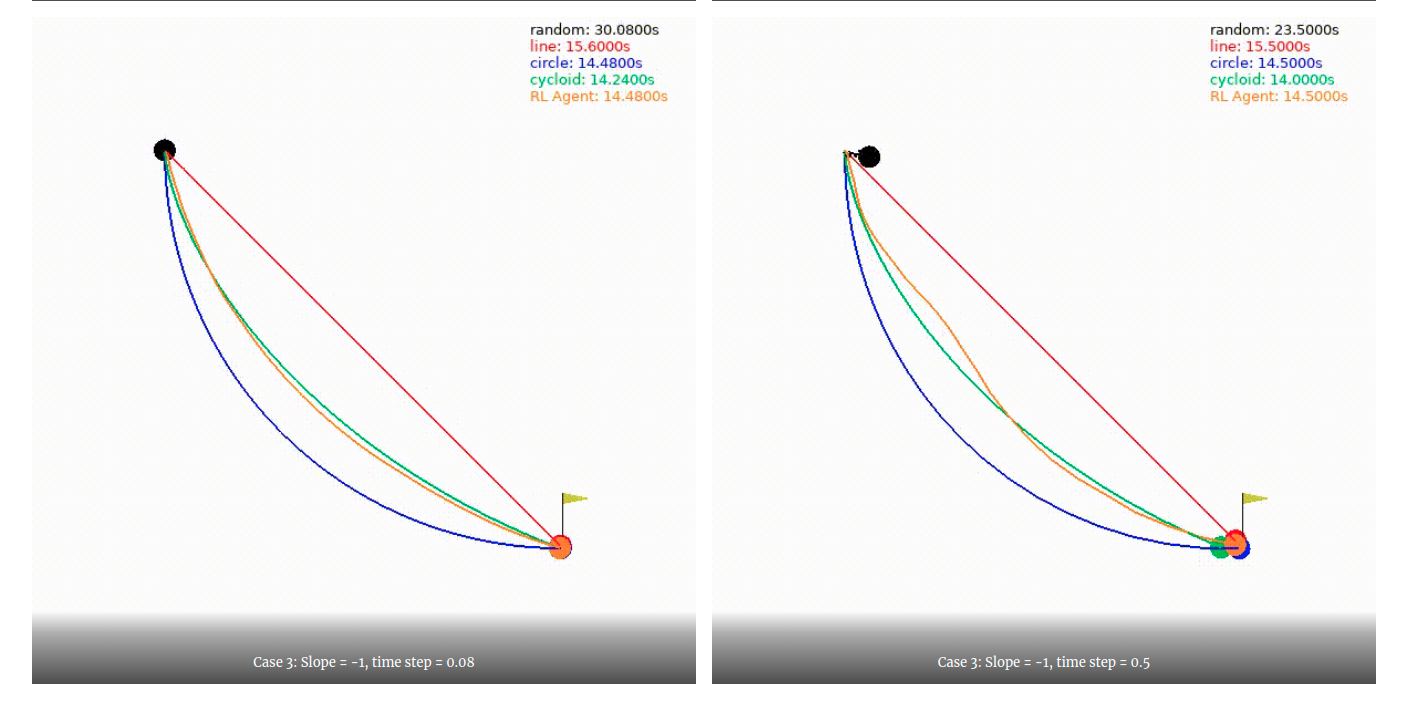 random: 30.0800s
line: 15.6000s
circle: 14.4800s
cycloid: 14.2400s
RL Agent: 14.4800s
Case 3: Slope = -1, time step = 0.08
random: 23.5000s
line: 15.5000s
circle: 14.5000s
cycloid: 14.0000s
RL Agent: 14.5000s
Case 3: Slope = -1, time step = 0.5